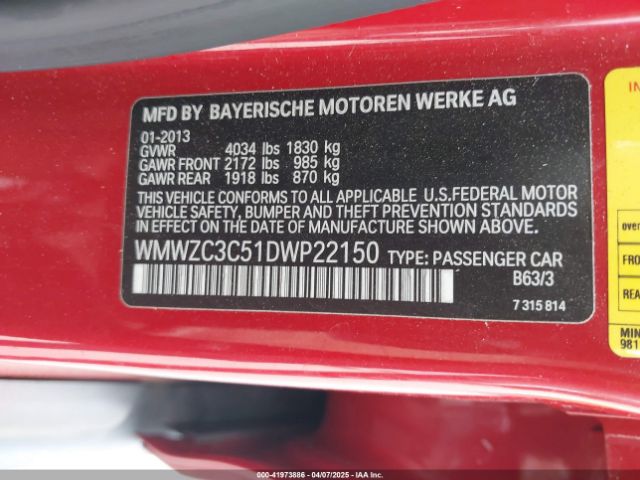 MFD BY BAYERISCHE MOTOREN WERKE AG
01-2013
GVWR 4034 lbs 1830 kg
GAWR FRONT 2172 lbs 985 kg
GAWR REAR 1918 lbs 870 kg
THIS VEHICLE CONFORMS TO ALL APPLICABLE U.S.FEDERAL MOTOR
VEHICLE SAFETY, BUMPER AND THEFT PREVENTION STANDARDS
IN EFFECT ON THE DATE OF MANUFACTURE SHOWN ABOVE.
WMWZC3C51DWP22150 TYPE: PASSENGER CAR
B63/3
7 315 814
MIN
000-41973886 - 04/07/2025 - IAAI.COM